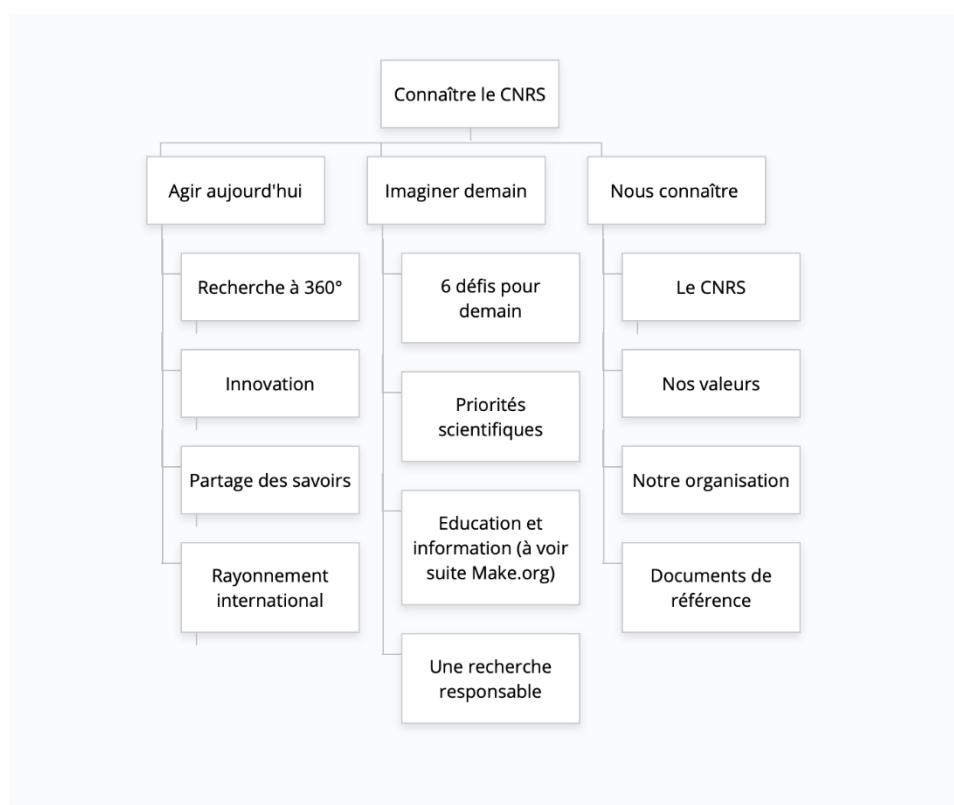 Connaître le CNRS
Agir aujourd'hui
Recherche à 360°
Innovation
Partage des savoirs
Rayonnement
international
Imaginer demain
6 défis pour
demain
Priorités
scientifiques
Education et
information (à voir
suite Make.org)
Une recherche
responsable
Nous connaître
Le CNRS
Nos valeurs
Notre organisation
Documents de
référence